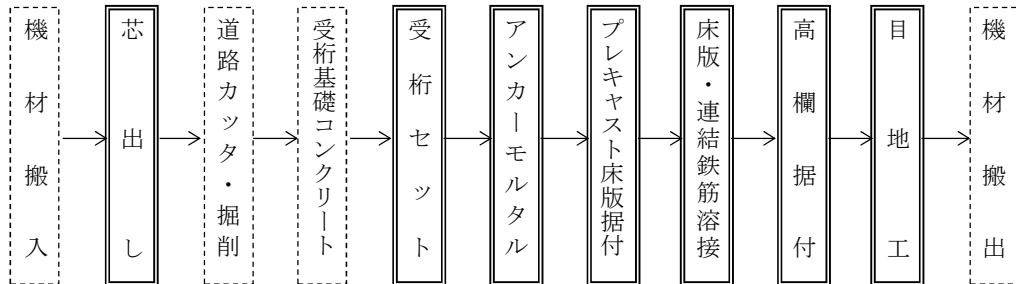 機材搬入
芯出し
道路カッタ・掘削
受桁基礎コンクリート
受桁セット
アンカーモルタル
プレキャスト床版据付
床版・連結鉄筋溶接
高欄据付
目地工
機材搬出